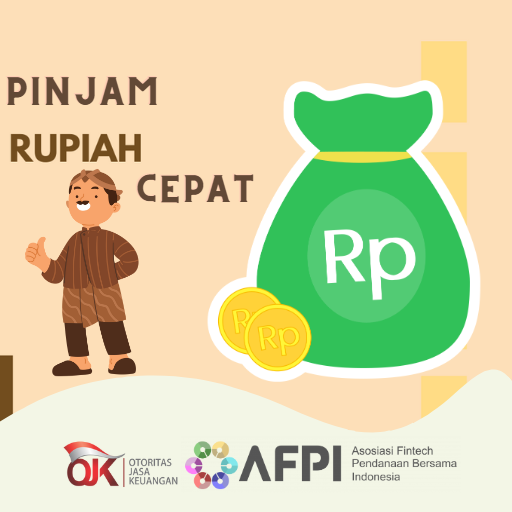 PINJAM
RUPIAH
CEPAT
Rp
Rp
Rp
OJK
OTORITAS
JASA
KEUANGAN
AFPI
Asosiasi Fintech
Pendanaan Bersama
Indonesia